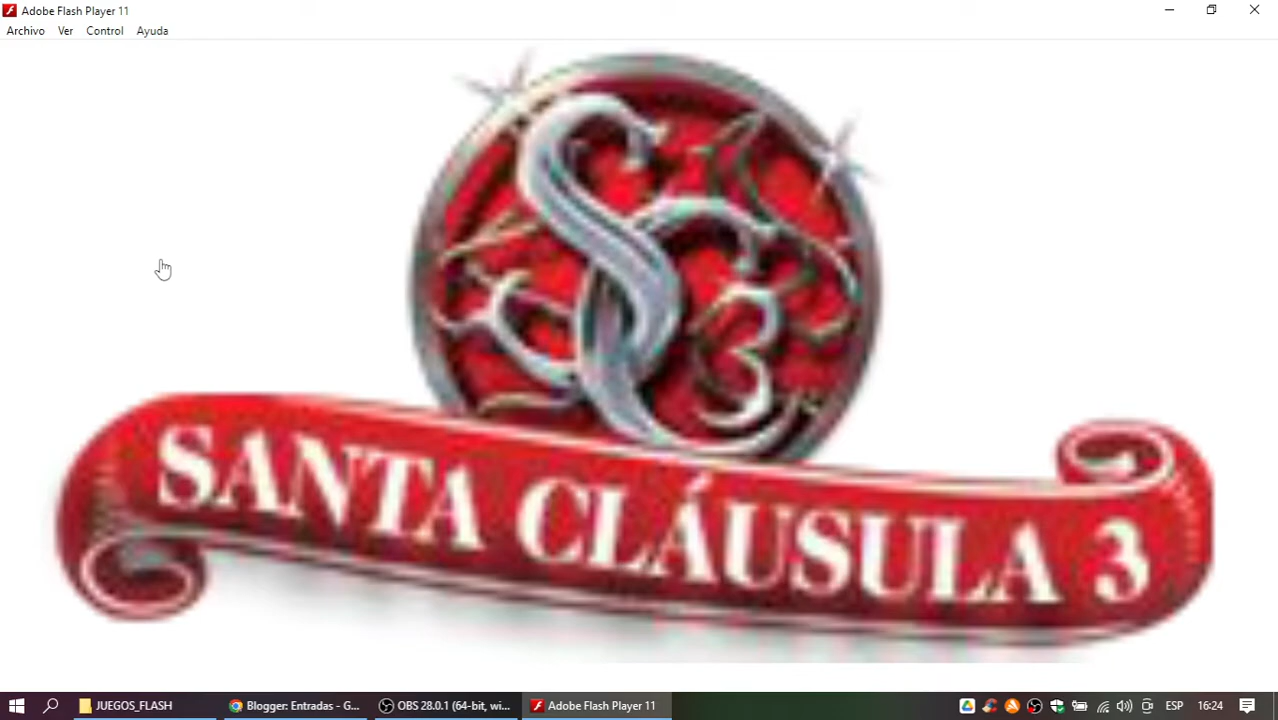 Adobe Flash Player 11
Archivo Ver Control Ayuda
SC3
SANTA CLÁUSULA 3
JUEGOS_FLASH
Blogger: Entradas - G...
OBS 28.0.1 (64-bit, wi...
Adobe Flash Player 11
ESP
16:24